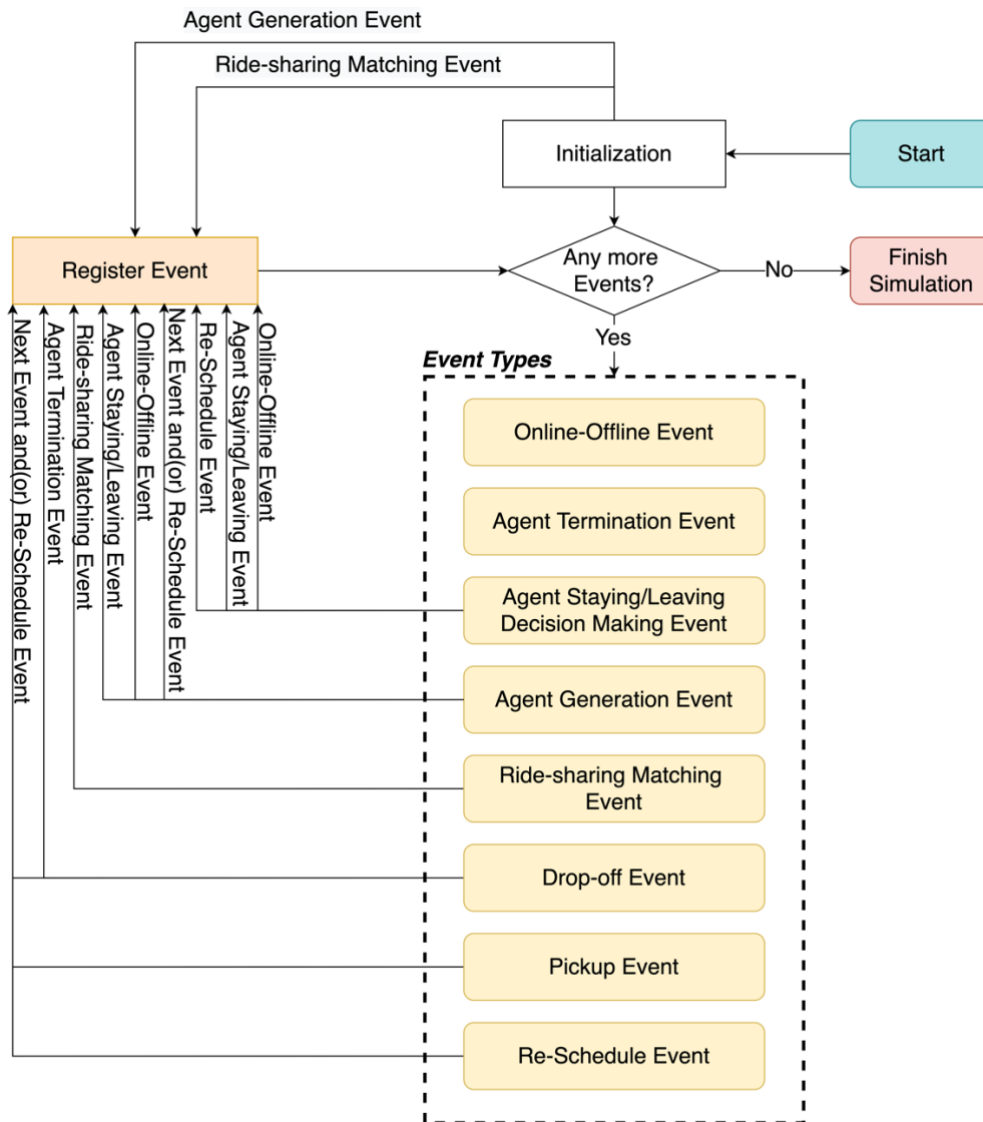 Agent Generation Event
Ride-sharing Matching Event
Initialization
Start
Register Event
Any more
Events?
No
Finish
Simulation
Yes
Event Types
Next Event and(or) Re-Schedule Event
Agent Termination Event
Ride-sharing Matching Event
Agent Staying/Leaving Event
Online-Offline Event
Next Event and(or) Re-Schedule Event
Re-Schedule Event
Agent Staying/Leaving Event
Online-Offline Event
Online-Offline Event
Agent Termination Event
Agent Staying/Leaving
Decision Making Event
Agent Generation Event
Ride-sharing Matching
Event
Drop-off Event
Pickup Event
Re-Schedule Event